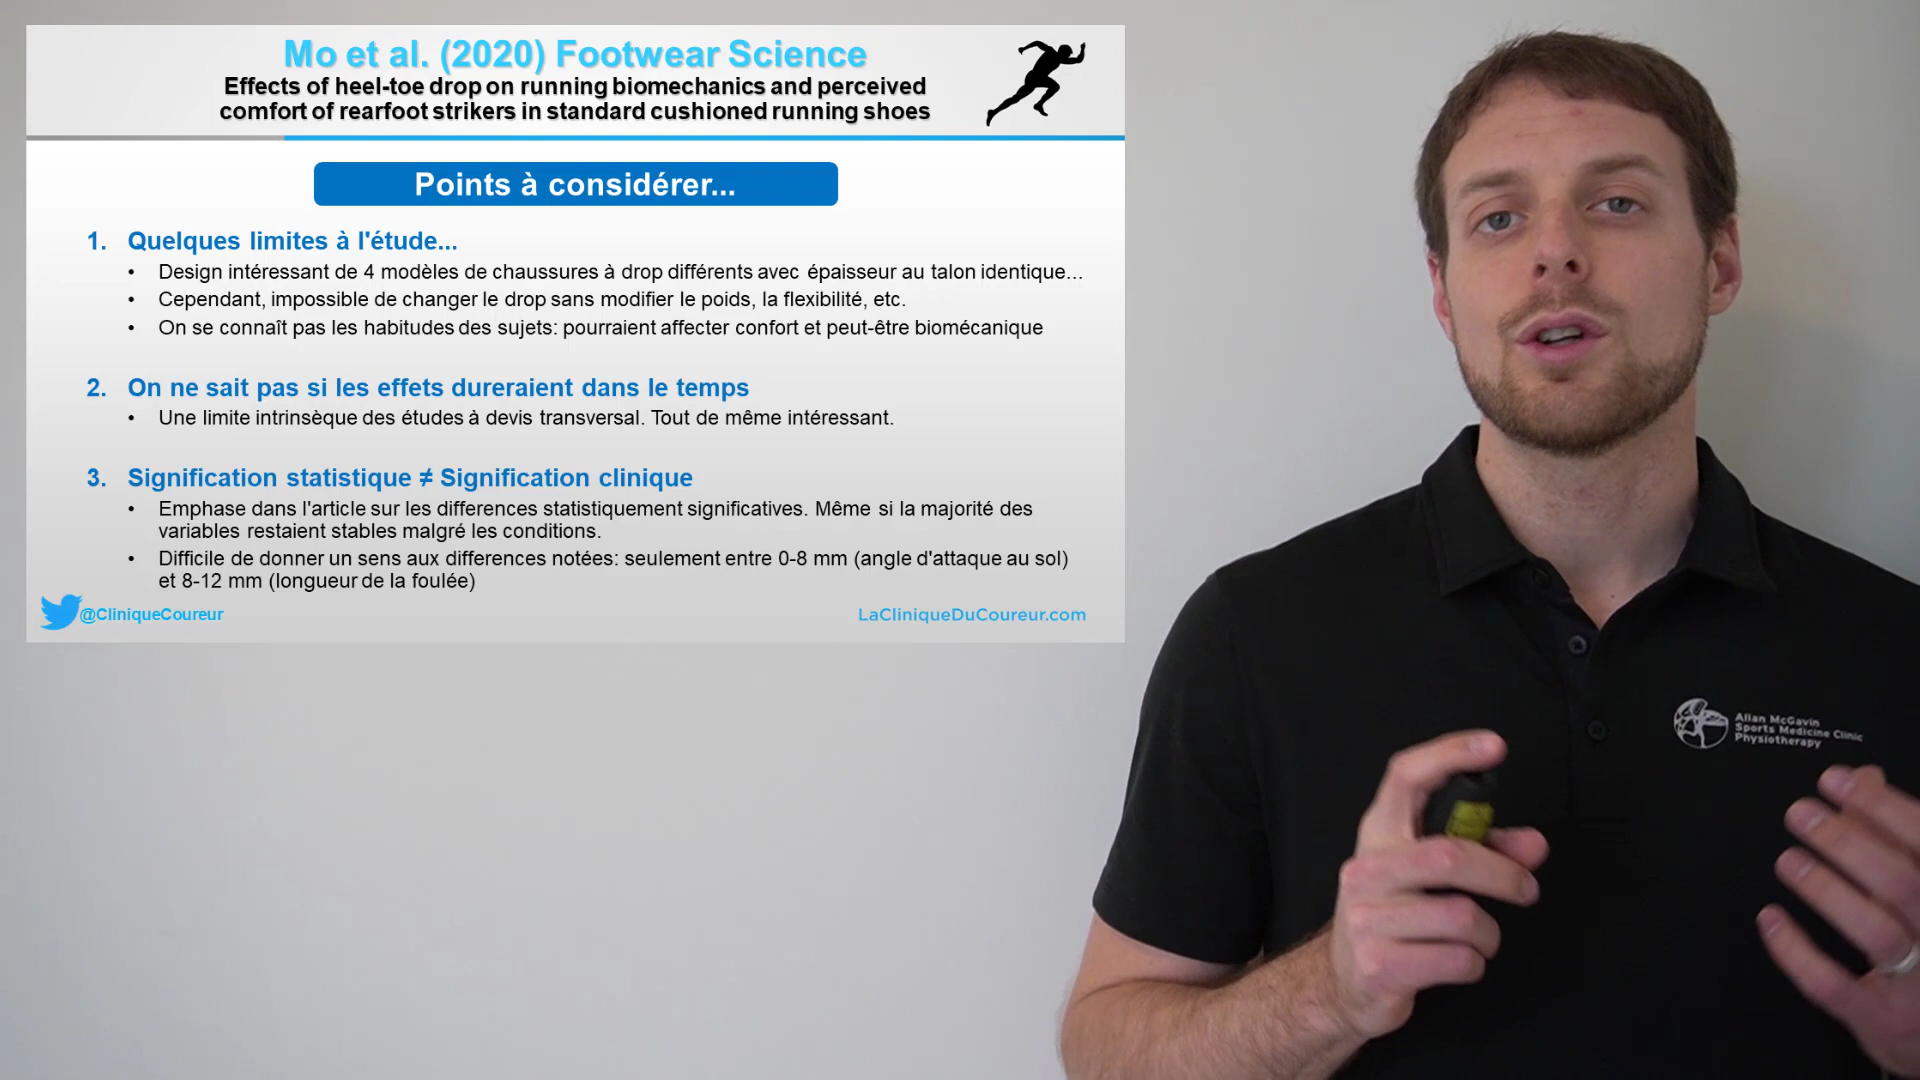 Mo et al. (2020) Footwear Science
Effects of heel-toe drop on running biomechanics and perceived
comfort of rearfoot strikers in standard cushioned running shoes
Points à considérer...
1. Quelques limites à l'étude...
• Design intéressant de 4 modèles de chaussures à drop différents avec épaisseur au talon identique...
• Cependant, impossible de changer le drop sans modifier le poids, la flexibilité, etc.
• On se connaît pas les habitudes des sujets: pourraient affecter confort et peut-être biomécanique
2. On ne sait pas si les effets dureraient dans le temps
• Une limite intrinsèque des études à devis transversal. Tout de même intéressant.
3. Signification statistique ≠ Signification clinique
• Emphase dans l'article sur les differences statistiquement significatives. Même si la majorité des
variables restaient stables malgré les conditions.
• Difficile de donner un sens aux differences notées: seulement entre 0-8 mm (angle d'attaque au sol)
et 8-12 mm (longueur de la foulée)
@CliniqueCoureur
LaCliniqueDuCoureur.com
Allan McGavin
Sports Medicine Clinic
Physiotherapy